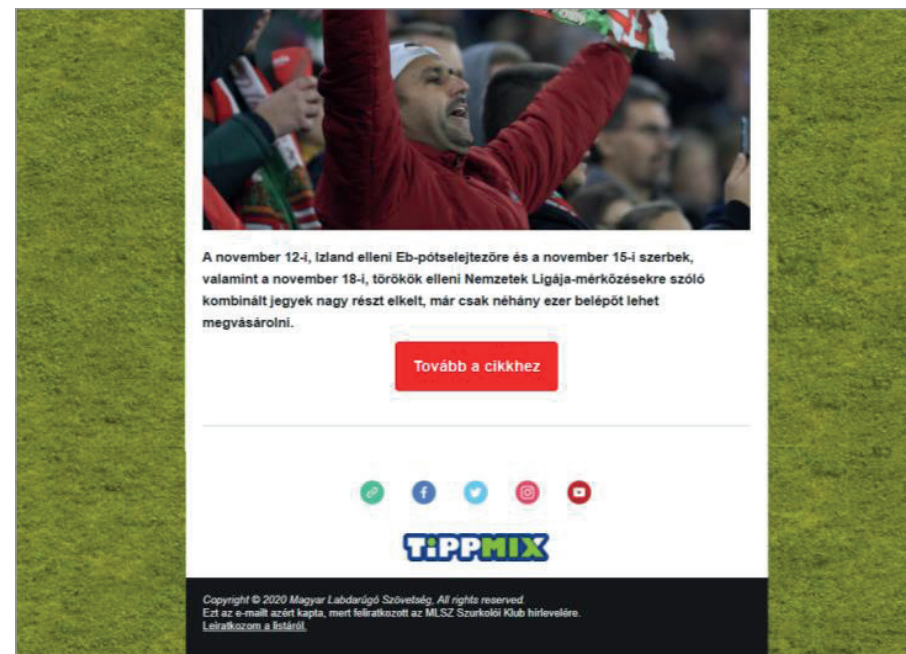 A november 12-i, Izland elleni Eb-pótselejtezőre és a november 15-i szerbek,
valamint a november 18-i, törökök elleni Nemzetek Ligája-mérkőzésekre szóló
kombinált jegyek nagy részt elkelt, már csak néhány ezer belépőt lehet
megvásárolni.
Tovább a cikkhez
TiPPMIX
Copyright © 2020 Magyar Labdarúgó Szövetség, All rights reserved.
Ezt az e-mailt azért kapta, mert feliratkozott az MLSZ Szurkolói Klub hírlevelére.
Leiratkozom a listáról.